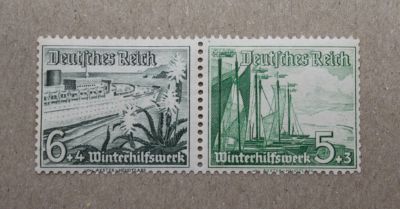 Deutsches Reich
6+4 Winterhilfswerk
Deutsches Reich
Winterhilfswerk 5+3